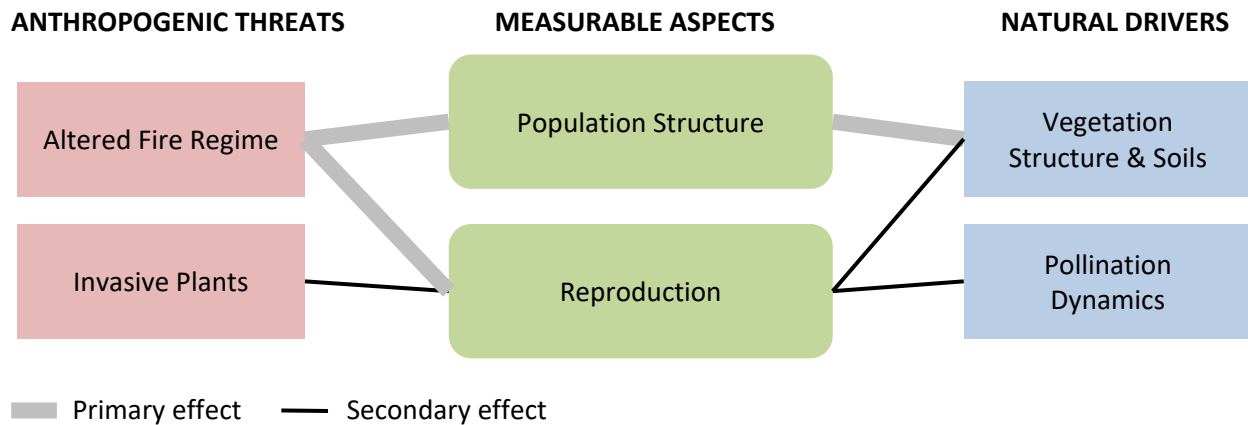 ANTHROPOGENIC THREATS
MEASURABLE ASPECTS
NATURAL DRIVERS
Altered Fire Regime
Population Structure
Vegetation
Structure & Soils
Invasive Plants
Reproduction
Pollination
Dynamics
Primary effect
Secondary effect